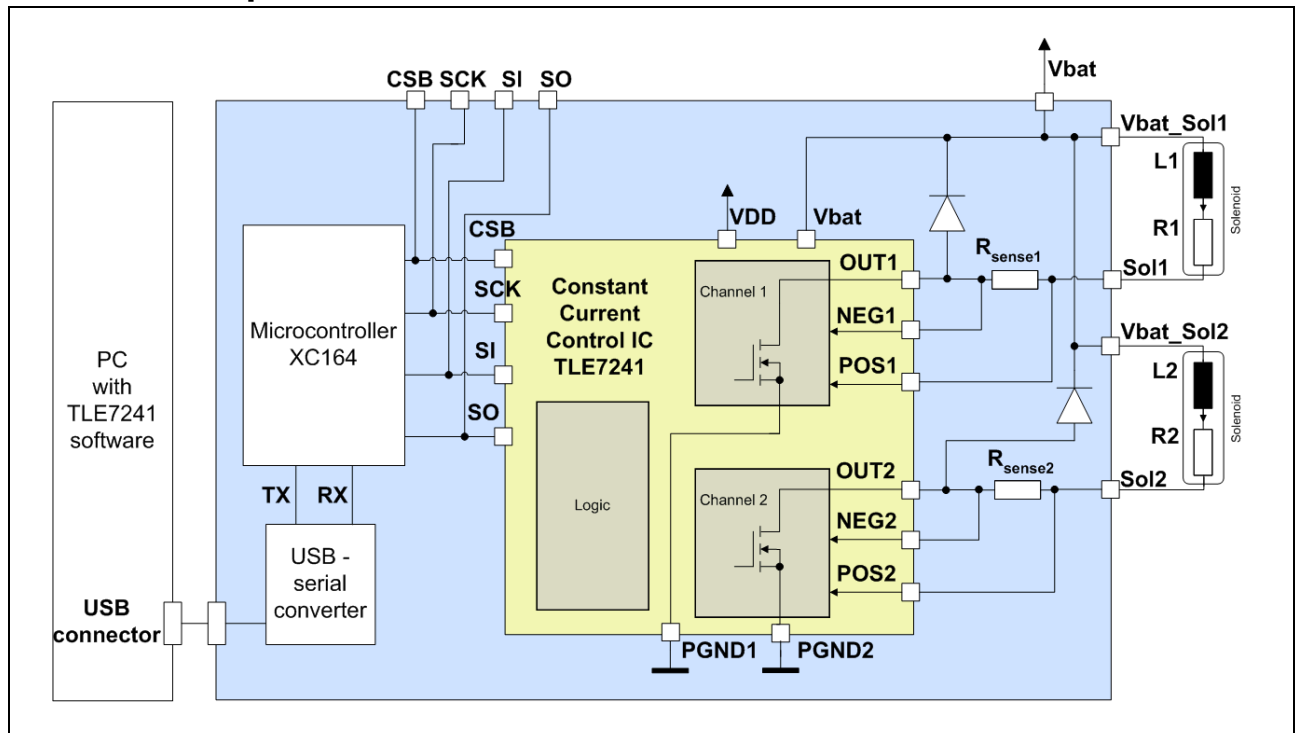 CSB SCK SI SO
Vbat
Vbat_Sol1
L1
R1
Solenoid
Sol1
Vbat_Sol2
L2
R2
Solenoid
Sol2
VDD
Vbat
CSB
SCK
SI
SO
Constant
Current
Control IC
TLE7241
Channel 1
OUT1
NEG1
POS1
Rsense1
Logic
Channel 2
OUT2
NEG2
POS2
Rsense2
PGND1
PGND2
Microcontroller
XC164
TX RX
USB -
serial
converter
PC
with
TLE7241
software
USB
connector